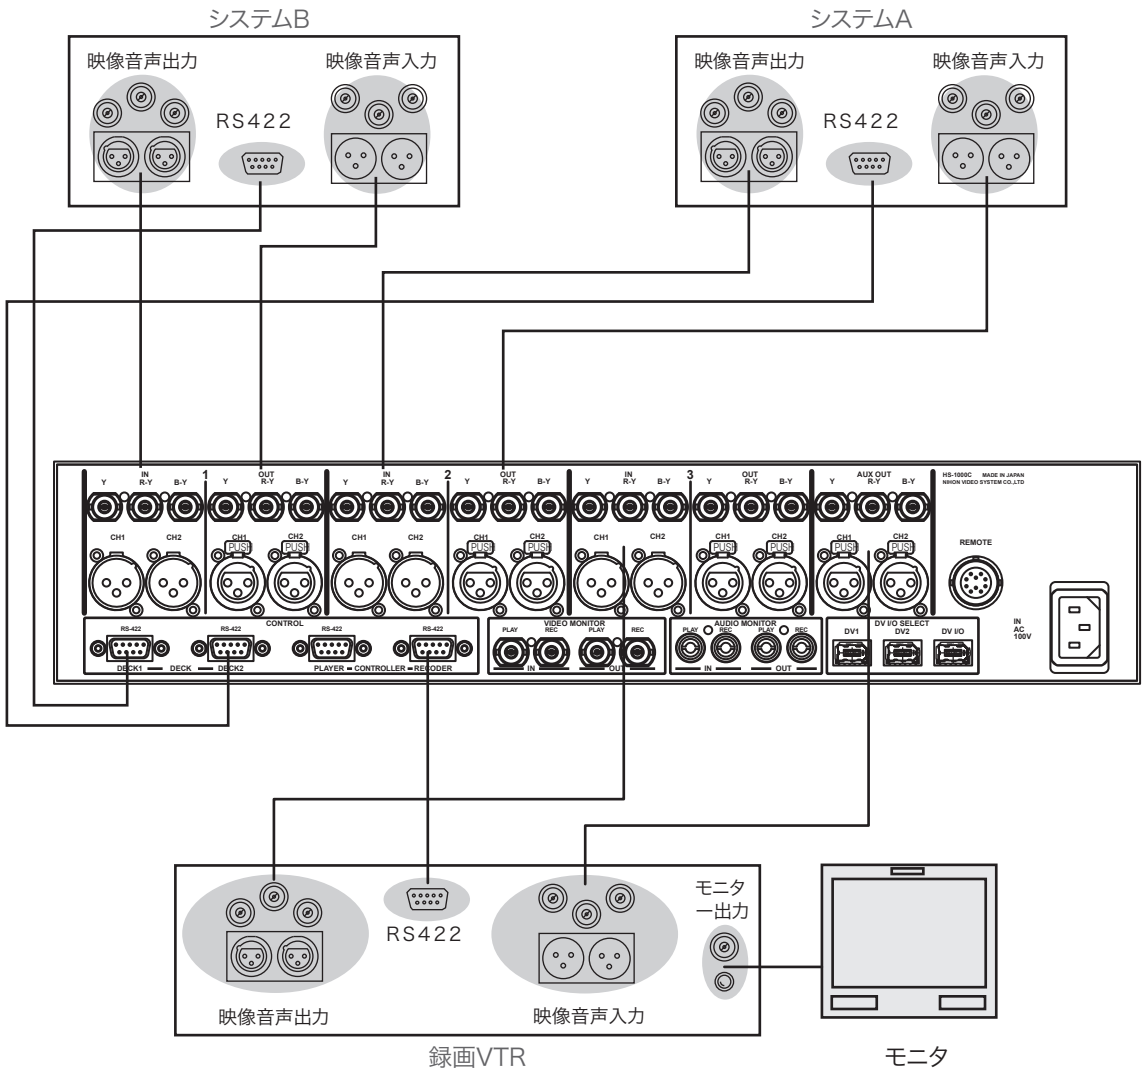 システムB
システムA
映像音声出力
映像音声入力
RS422
映像音声出力
映像音声入力
RS422
IN
1
OUT
IN
2
OUT
IN
3
OUT
AUX OUT
Y R-Y B-Y
Y R-Y B-Y
Y R-Y B-Y
Y R-Y B-Y
Y R-Y B-Y
Y R-Y B-Y
Y R-Y B-Y
HS-1000C MADE IN JAPAN
NIHON VIDEO SYSTEM CO.,LTD
CH1 CH2
CH1 CH2
PUSH PUSH
CH1 CH2
CH1 CH2
PUSH PUSH
CH1 CH2
CH1 CH2
PUSH PUSH
CH1 CH2
PUSH PUSH
REMOTE
IN
AC
100V
CONTROL
RS-422 RS-422 RS-422 RS-422
DECK1 DECK DECK2 PLAYER CONTROLLER RECODER
VIDEO MONITOR
PLAY REC PLAY REC
IN OUT
AUDIO MONITOR
PLAY REC PLAY REC
IN OUT
DV I/O SELECT
DV1 DV2 DV I/O
RS422
モニタ
ー出力
映像音声出力
映像音声入力
録画VTR
モニタ